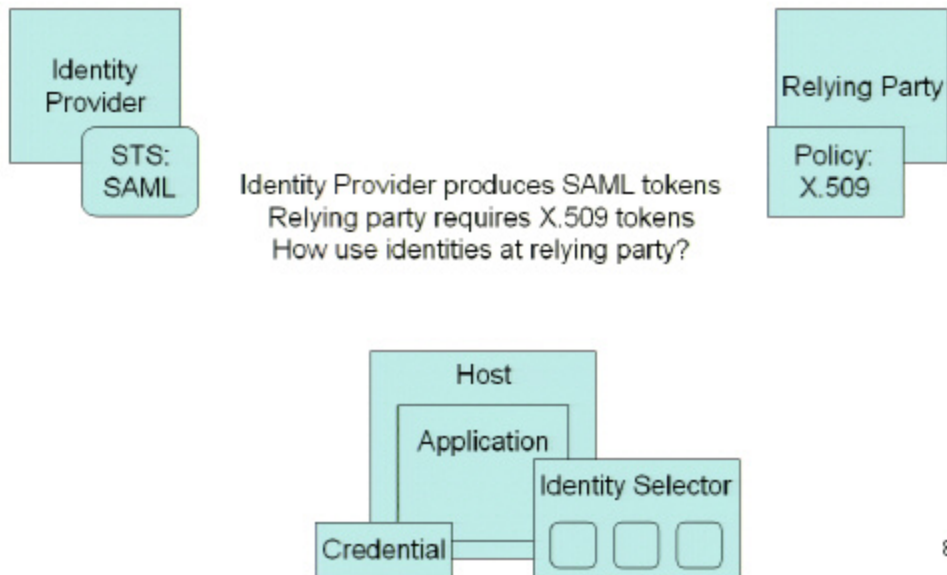 Identity
Provider
STS:
SAML
Relying Party
Policy:
X.509
Identity Provider produces SAML tokens
Relying party requires X.509 tokens
How use identities at relying party?
Host
Application
Identity Selector
Credential
8